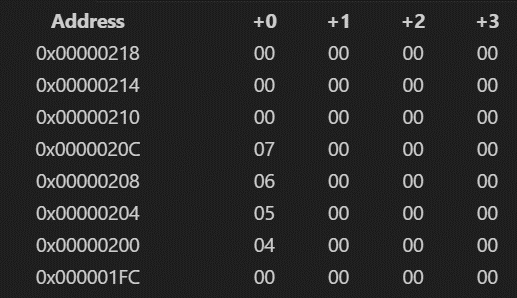 Address +0 +1 +2 +3
0x00000218 00 00 00 00
0x00000214 00 00 00 00
0x00000210 00 00 00 00
0x0000020C 07 00 00 00
0x00000208 06 00 00 00
0x00000204 05 00 00 00
0x00000200 04 00 00 00
0x000001FC 00 00 00 00